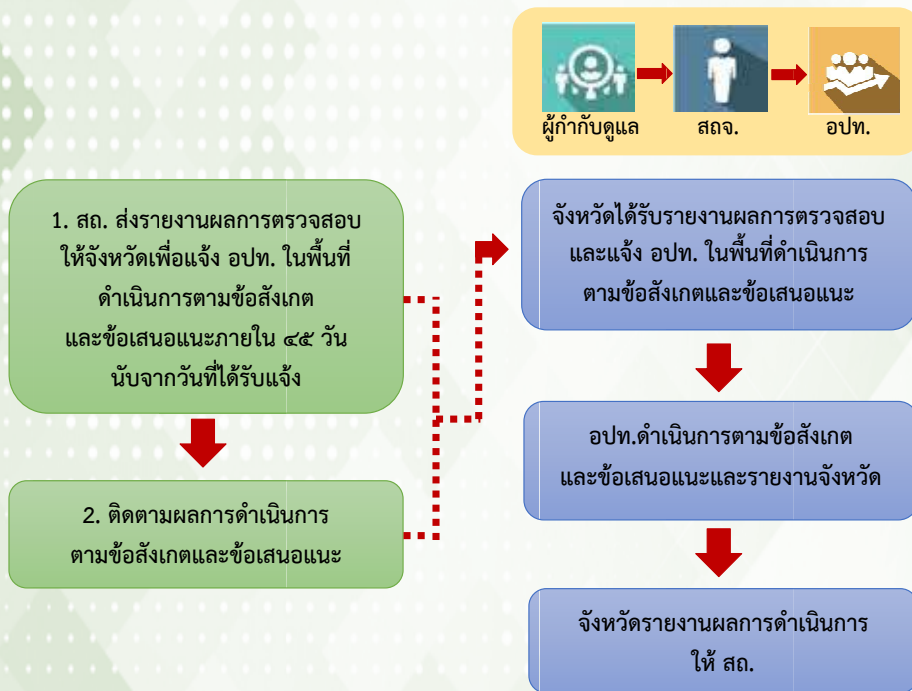 ผู้กำกับดูแล
สถจ.
อปท.
1. สถ. ส่งรายงานผลการตรวจสอบ
ให้จังหวัดเพื่อแจ้ง อปท. ในพื้นที่
ดำเนินการตามข้อสังเกต
และข้อเสนอแนะภายใน ๔๕ วัน
นับจากวันที่ได้รับแจ้ง
2. ติดตามผลการดำเนินการ
ตามข้อสังเกตและข้อเสนอแนะ
จังหวัดได้รับรายงานผลการตรวจสอบ
และแจ้ง อปท. ในพื้นที่ดำเนินการ
ตามข้อสังเกตและข้อเสนอแนะ
อปท.ดำเนินการตามข้อสังเกต
และข้อเสนอแนะและรายงานจังหวัด
จังหวัดรายงานผลการดำเนินการ
ให้ สถ.